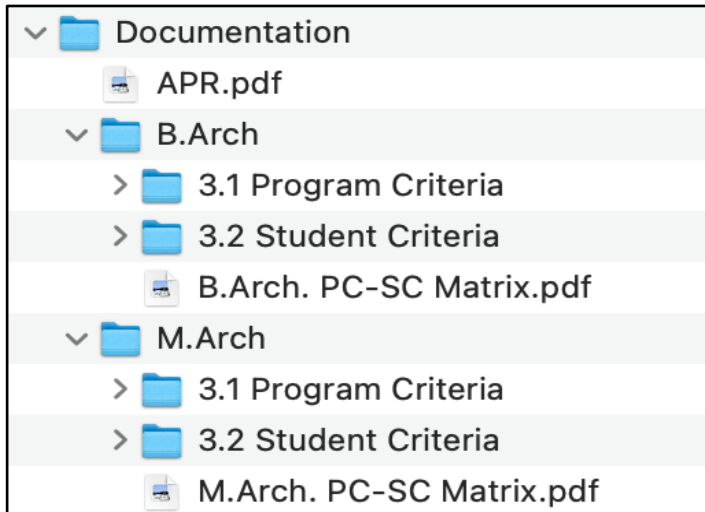 Documentation
APR.pdf
B.Arch
3.1 Program Criteria
3.2 Student Criteria
B.Arch. PC-SC Matrix.pdf
M.Arch
3.1 Program Criteria
3.2 Student Criteria
M.Arch. PC-SC Matrix.pdf